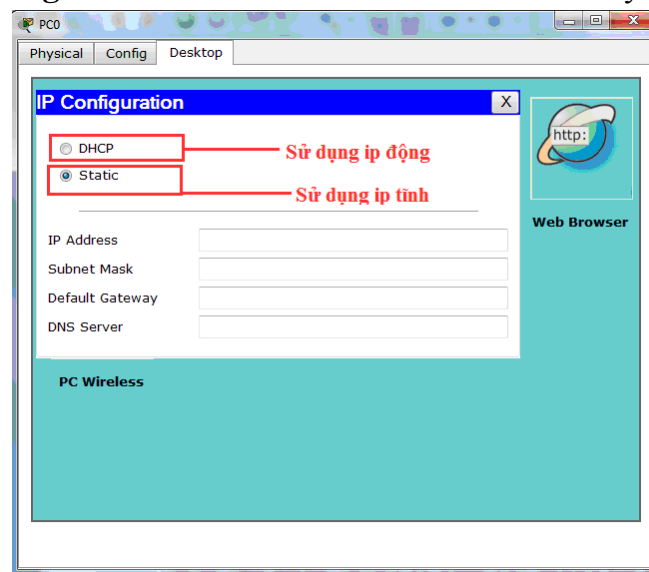 PC0
Physical Config Desktop
IP Configuration X
http:
DHCP
Sử dụng ip động
Static
Sử dụng ip tĩnh
Web Browser
IP Address
Subnet Mask
Default Gateway
DNS Server
PC Wireless